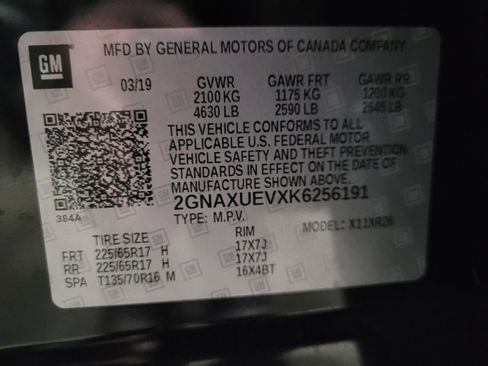 GM
MFD BY GENERAL MOTORS OF CANADA COMPANY
03/19 GVWR GAWR FRT GAWR RR
2100 KG 1175 KG 1200 KG
4630 LB 2590 LB 2645 LB
THIS VEHICLE CONFORMS TO ALL
APPLICABLE U.S. FEDERAL MOTOR
VEHICLE SAFETY AND THEFT PREVENTION
STANDARDS IN EFFECT ON THE DATE OF
MANUFACTURE SHOWN ABOVE.
384A 2GNAXUEVXK6256191
TYPE: M.P.V. MODEL: X11XR26
TIRE SIZE RIM
FRT 225/65R17 H 17X7J
RR 225/65R17 H 17X7J
SPA T135/70R16 M 16X4BT